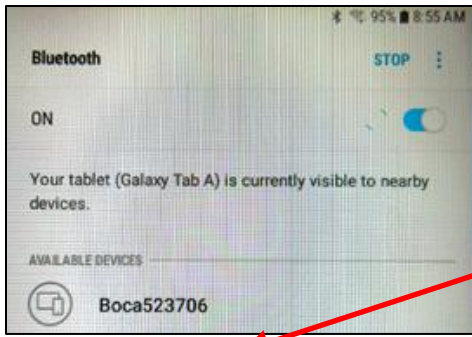 95% 8:55 AM
Bluetooth STOP
ON
Your tablet (Galaxy Tab A) is currently visible to nearby
devices.
AVAILABLE DEVICES
Boca523706